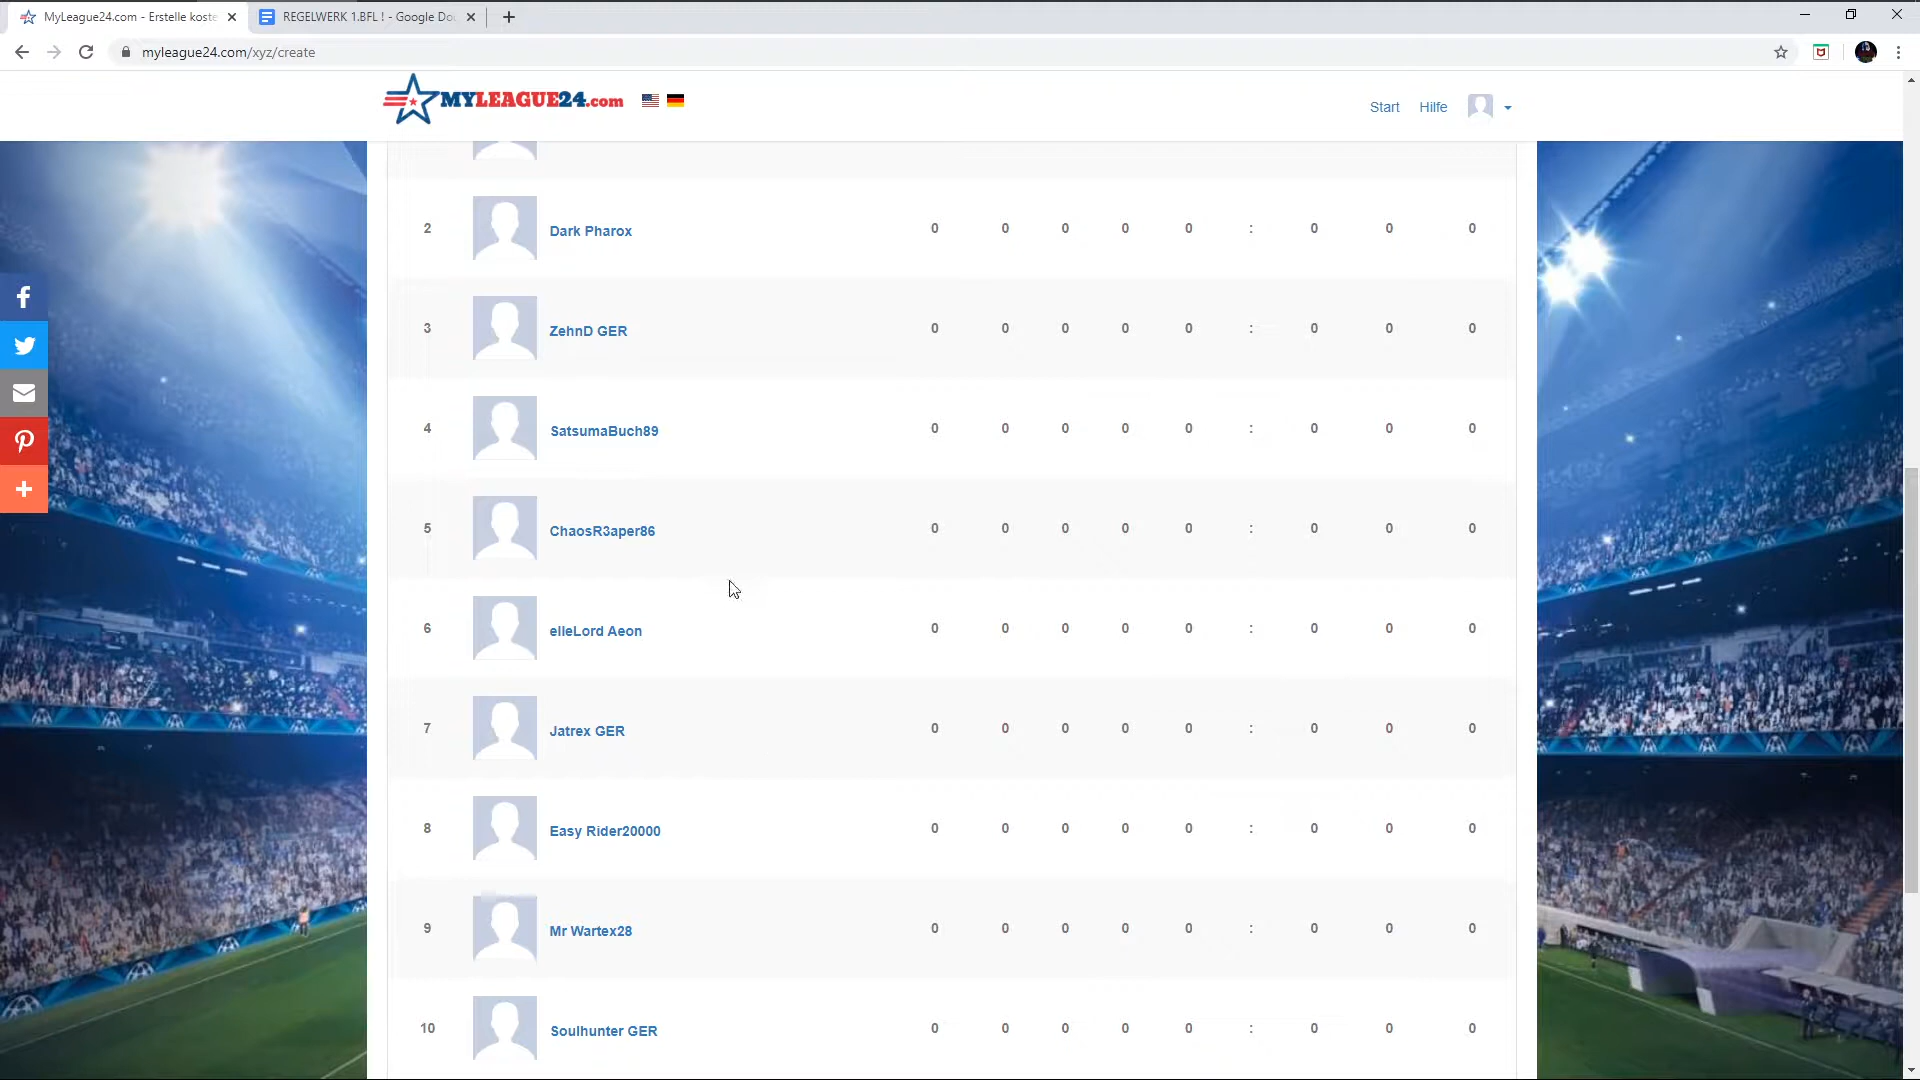 MyLeague24.com - Erstelle koste
REGELWERK 1.BFL ! - Google Do
myleague24.com/xyz/create
MYLEAGUE24.com
Start Hilfe
2 Dark Pharox 0 0 0 0 0 : 0 0 0
3 ZehnD GER 0 0 0 0 0 : 0 0 0
4 SatsumaBuch89 0 0 0 0 0 : 0 0 0
5 ChaosR3aper86 0 0 0 0 0 : 0 0 0
6 elleLord Aeon 0 0 0 0 0 : 0 0 0
7 Jatrex GER 0 0 0 0 0 : 0 0 0
8 Easy Rider20000 0 0 0 0 0 : 0 0 0
9 Mr Wartex28 0 0 0 0 0 : 0 0 0
10 Soulhunter GER 0 0 0 0 0 : 0 0 0